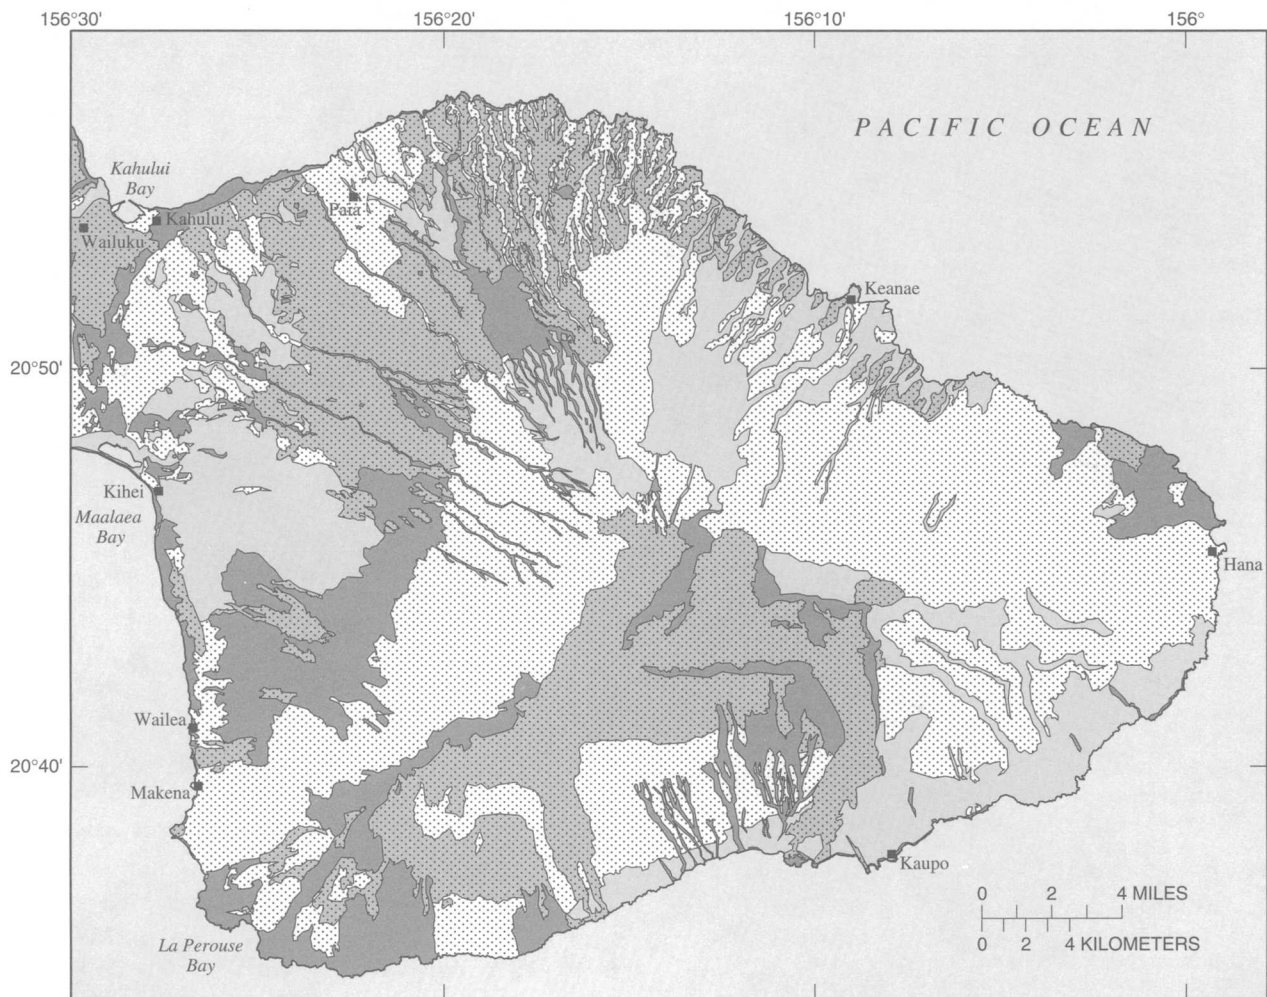 156°30'
156°20'
156°10'
156°
PACIFIC OCEAN
Kahului
Bay
Kahului
Paia
Wailuku
Keanae
20°50'
Kihei
Maalaea
Bay
Hana
Wailea
20°40'
Makena
Kaupo
0 2 4 MILES
0 2 4 KILOMETERS
La Perouse
Bay